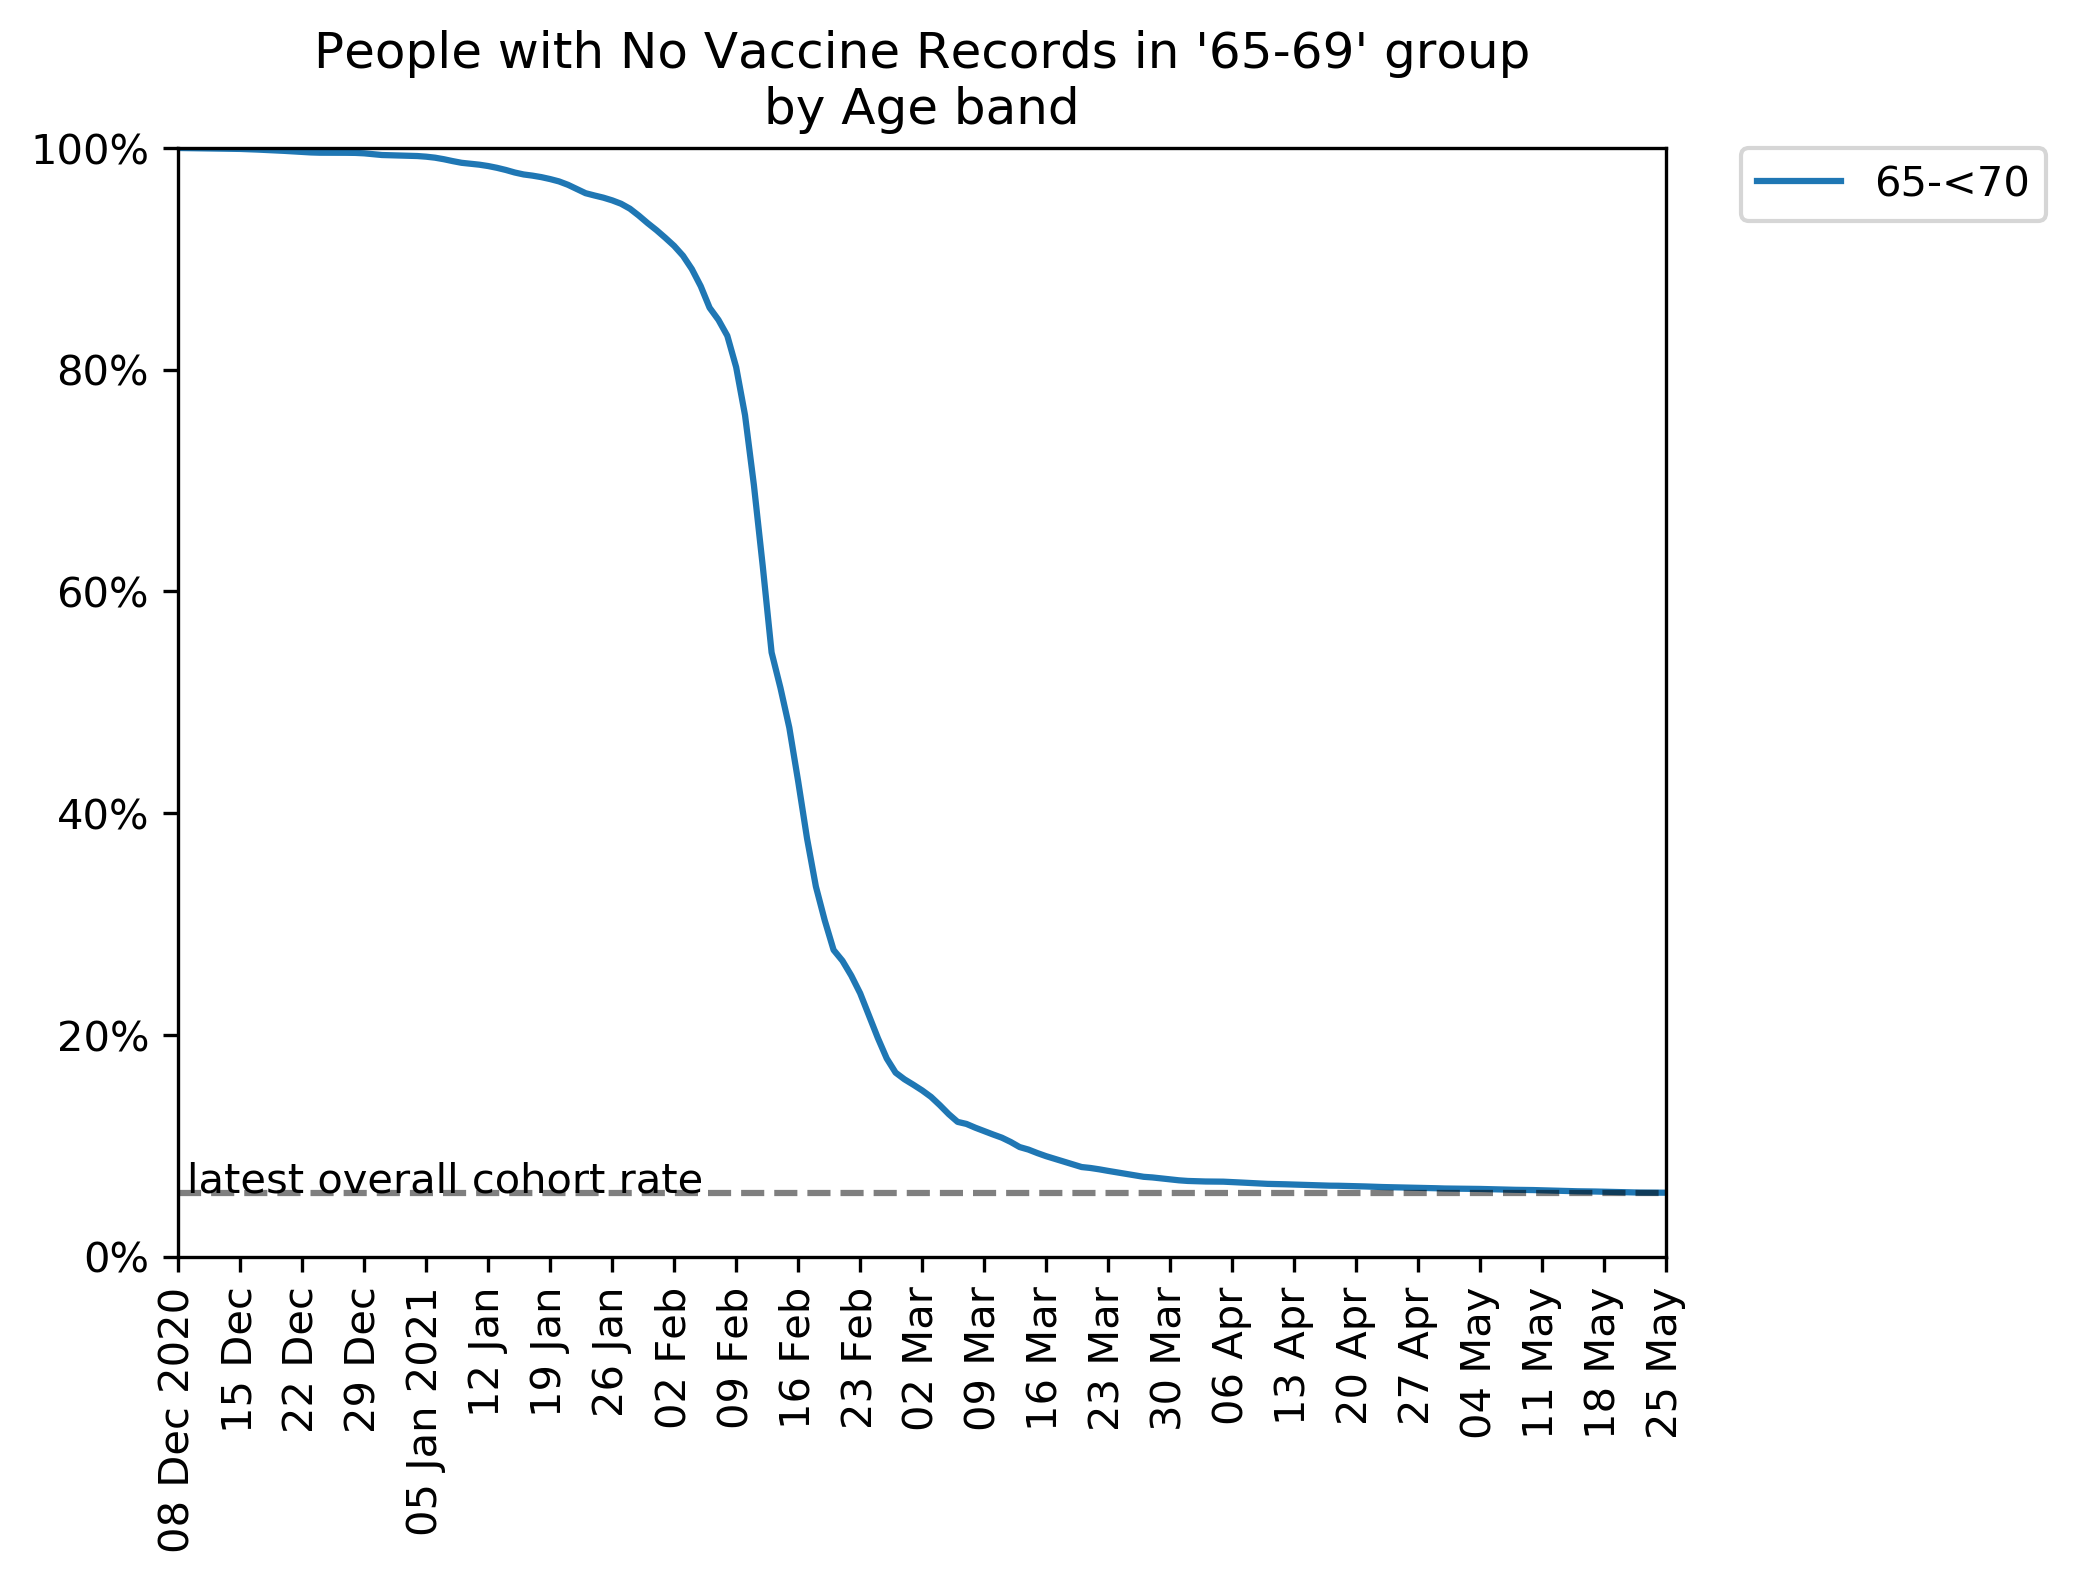 People with No Vaccine Records in '65-69' group
by Age band
100%
80%
60%
40%
20%
0%
65-<70
latest overall cohort rate
08 Dec 2020
15 Dec
22 Dec
29 Dec
05 Jan 2021
12 Jan
19 Jan
26 Jan
02 Feb
09 Feb
16 Feb
23 Feb
02 Mar
09 Mar
16 Mar
23 Mar
30 Mar
06 Apr
13 Apr
20 Apr
27 Apr
04 May
11 May
18 May
25 May